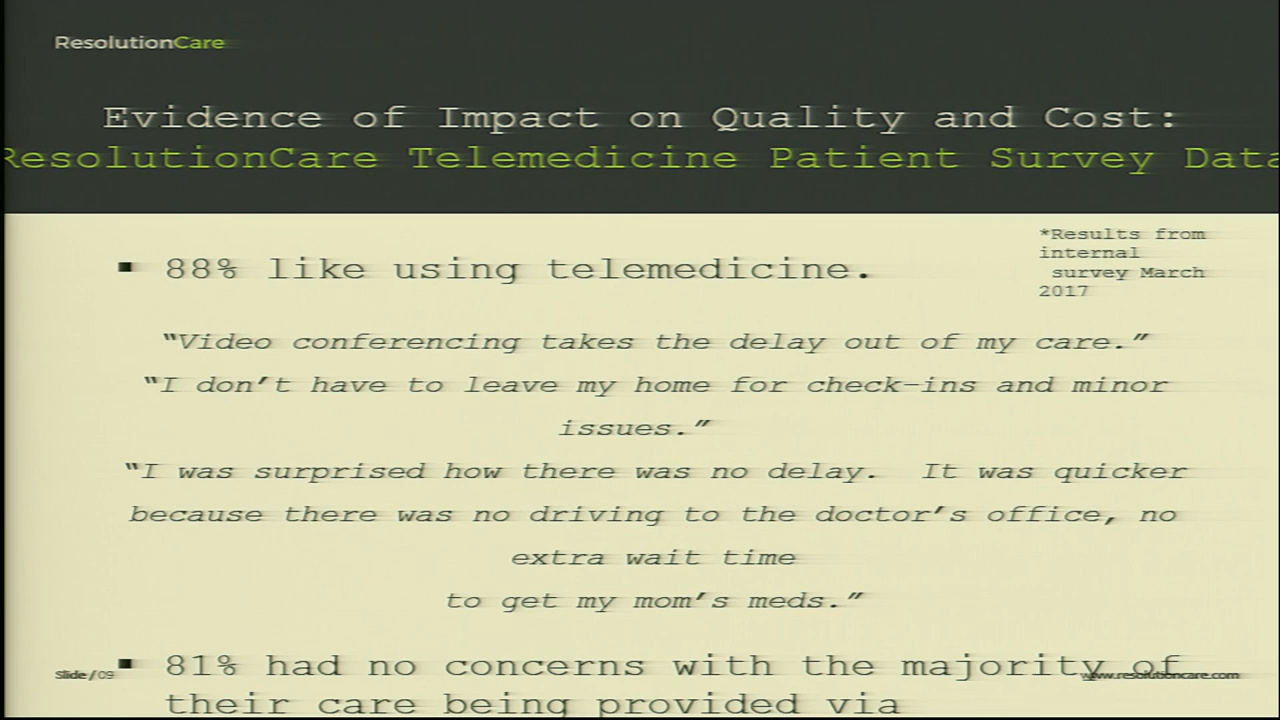 ResolutionCare
Evidence of Impact on Quality and Cost:
ResolutionCare Telemedicine Patient Survey Data
*Results from
internal
survey March
2017
▪ 88% like using telemedicine.
“Video conferencing takes the delay out of my care.”
“I don’t have to leave my home for check-ins and minor
issues.”
“I was surprised how there was no delay.  It was quicker
because there was no driving to the doctor’s office, no
extra wait time
to get my mom’s meds.”
▪ 81% had no concerns with the majority of
their care being provided via
Slide / 09
www.resolutioncare.com